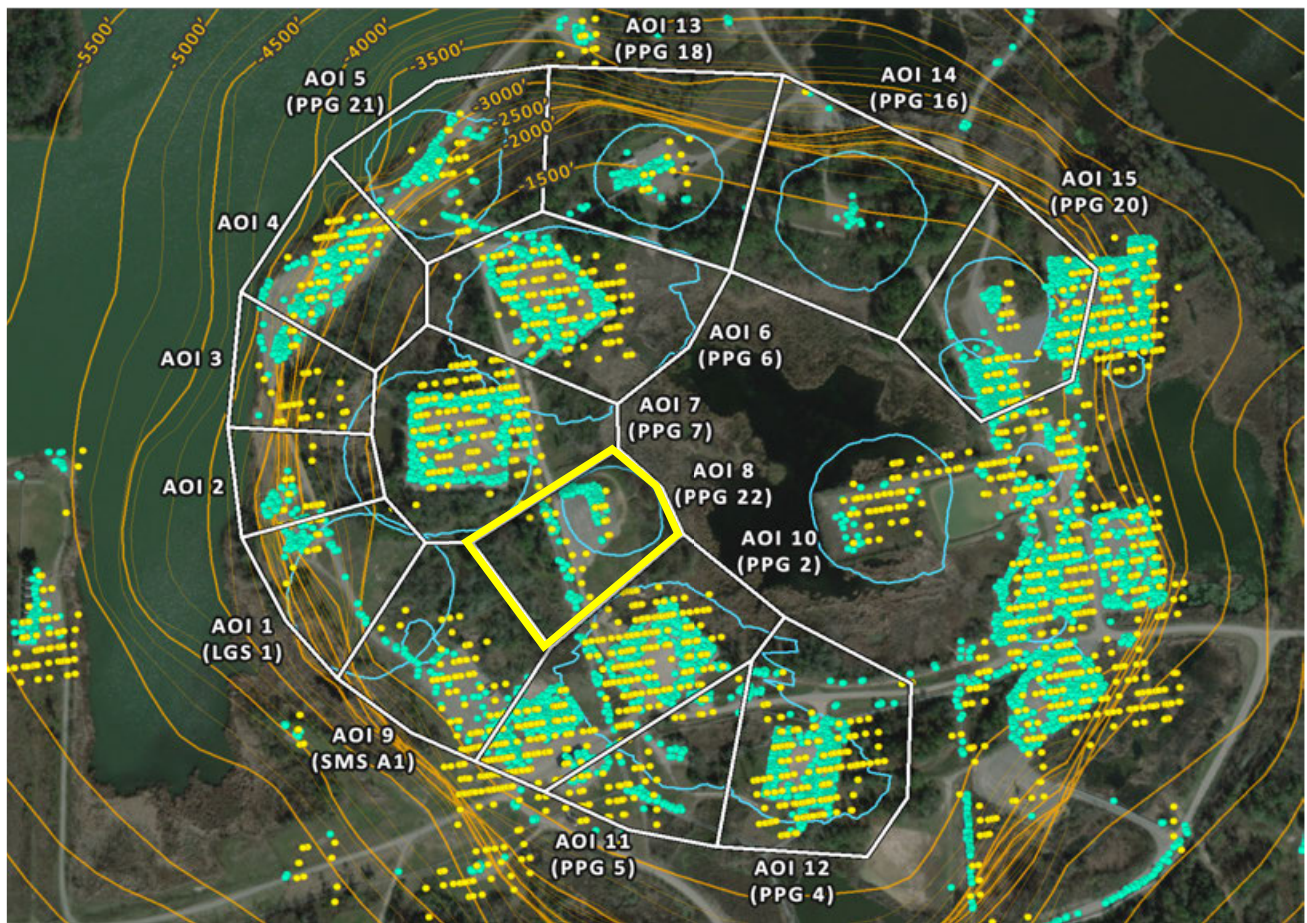 -5500'
-5000'
-4500'
-4000'
-3500'
-3000'
-2500'
-2000'
-1500'
AOI 13
(PPG 18)
AOI 5
(PPG 21)
AOI 14
(PPG 16)
AOI 15
(PPG 20)
AOI 4
AOI 3
AOI 6
(PPG 6)
AOI 7
(PPG 7)
AOI 2
AOI 8
(PPG 22)
AOI 10
(PPG 2)
AOI 1
(LGS 1)
AOI 9
(SMS A1)
AOI 11
(PPG 5)
AOI 12
(PPG 4)